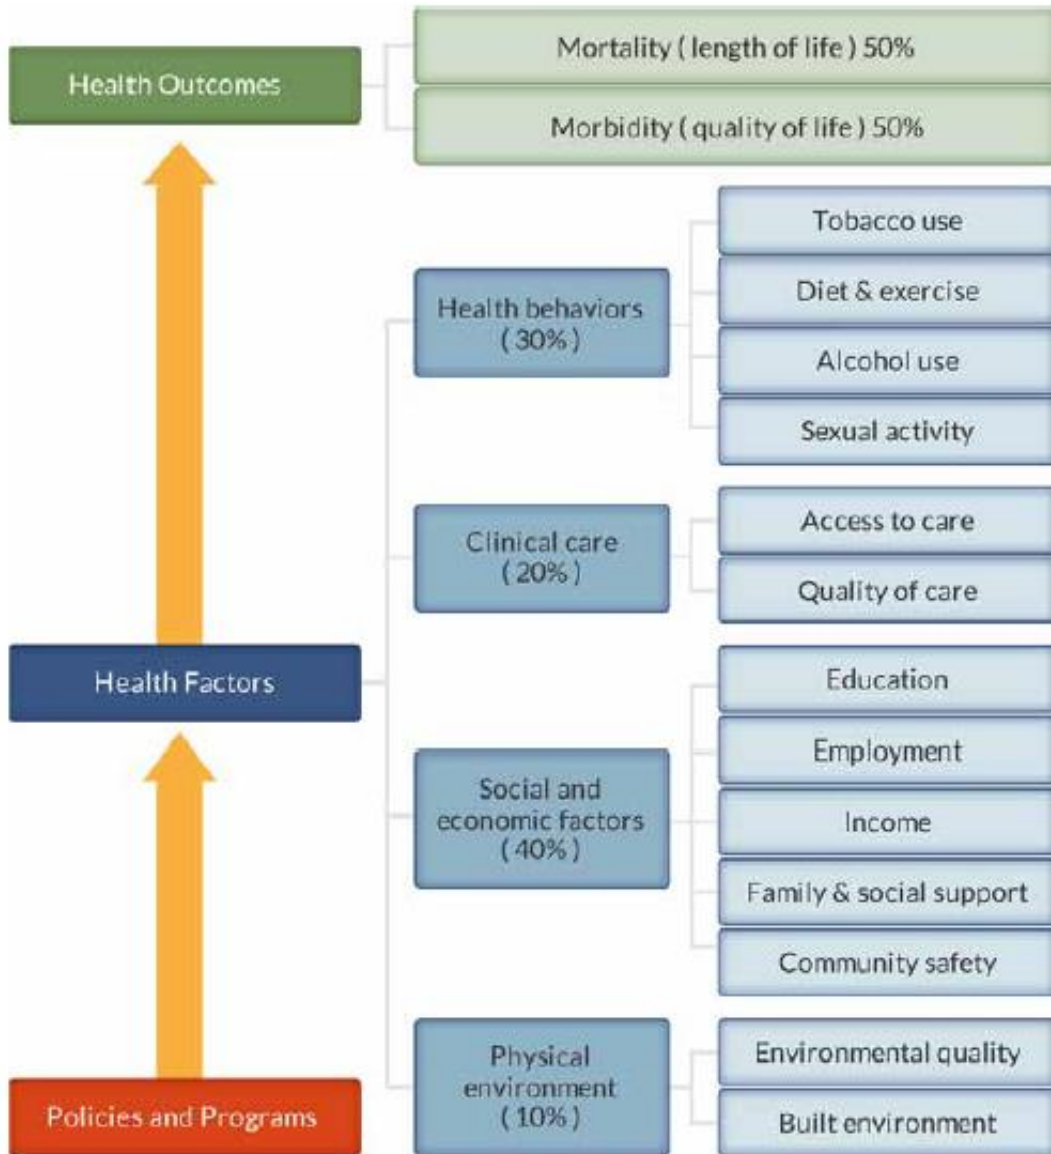 Health Outcomes
Mortality ( length of life ) 50%
Morbidity ( quality of life ) 50%
Health Factors
Health behaviors
( 30% )
Tobacco use
Diet & exercise
Alcohol use
Sexual activity
Clinical care
( 20% )
Access to care
Quality of care
Social and
economic factors
( 40% )
Education
Employment
Income
Family & social support
Community safety
Physical
environment
( 10% )
Environmental quality
Built environment
Policies and Programs